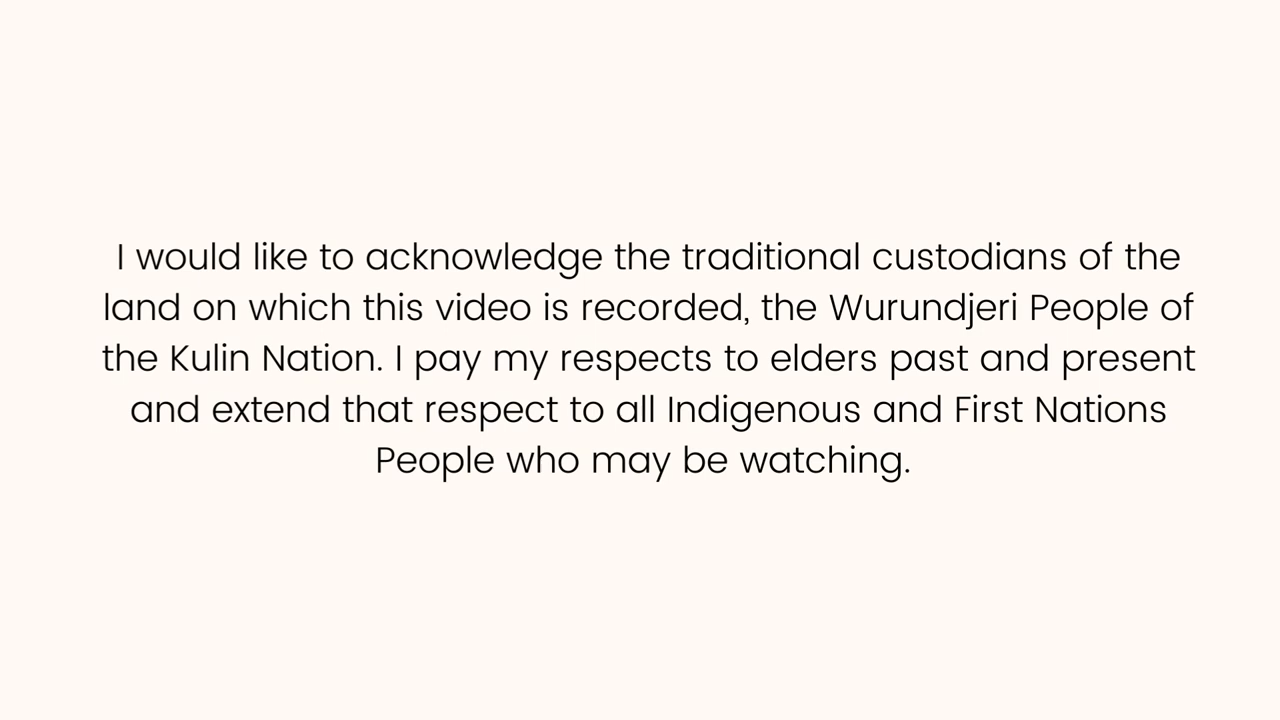 I would like to acknowledge the traditional custodians of the
land on which this video is recorded, the Wurundjeri People of
the Kulin Nation. I pay my respects to elders past and present
and extend that respect to all Indigenous and First Nations
People who may be watching.